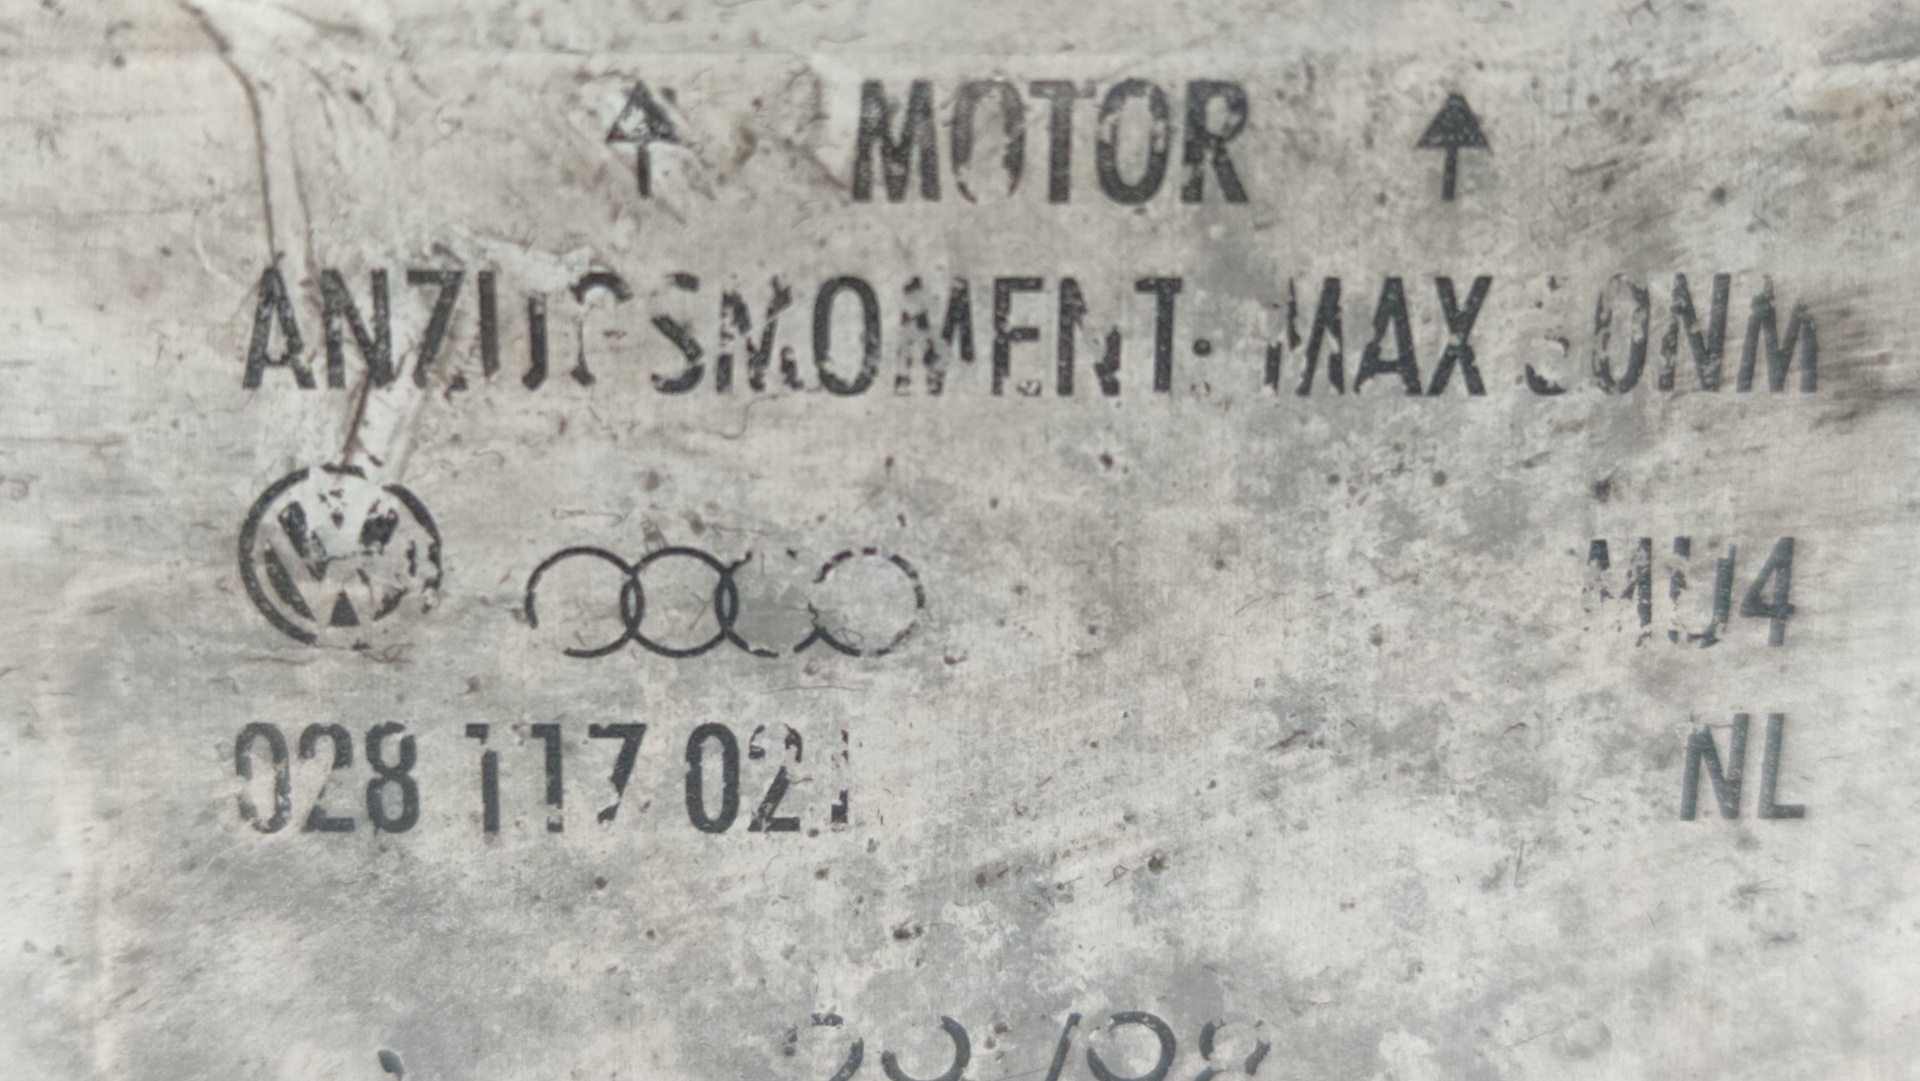 MOTOR
ANZUGSMOMENT: MAX 30NM
MU4
028 117 021
NL